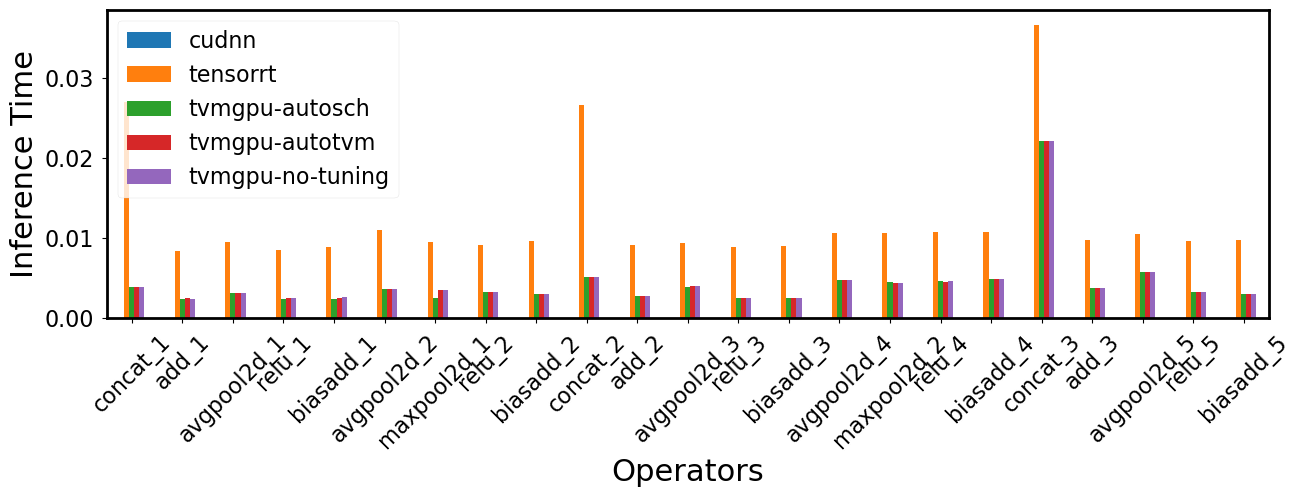 cudnn
tensorrt
tvmgpu-autosch
tvmgpu-autotvm
tvmgpu-no-tuning
Inference Time
0.03
0.02
0.01
0.00
concat_1
add_1
avgpool2d_1
relu_1
biasadd_1
avgpool2d_2
maxpool2d_1
relu_2
biasadd_2
concat_2
add_2
avgpool2d_3
relu_3
biasadd_3
avgpool2d_4
maxpool2d_2
relu_4
biasadd_4
concat_3
add_3
avgpool2d_5
relu_5
biasadd_5
Operators